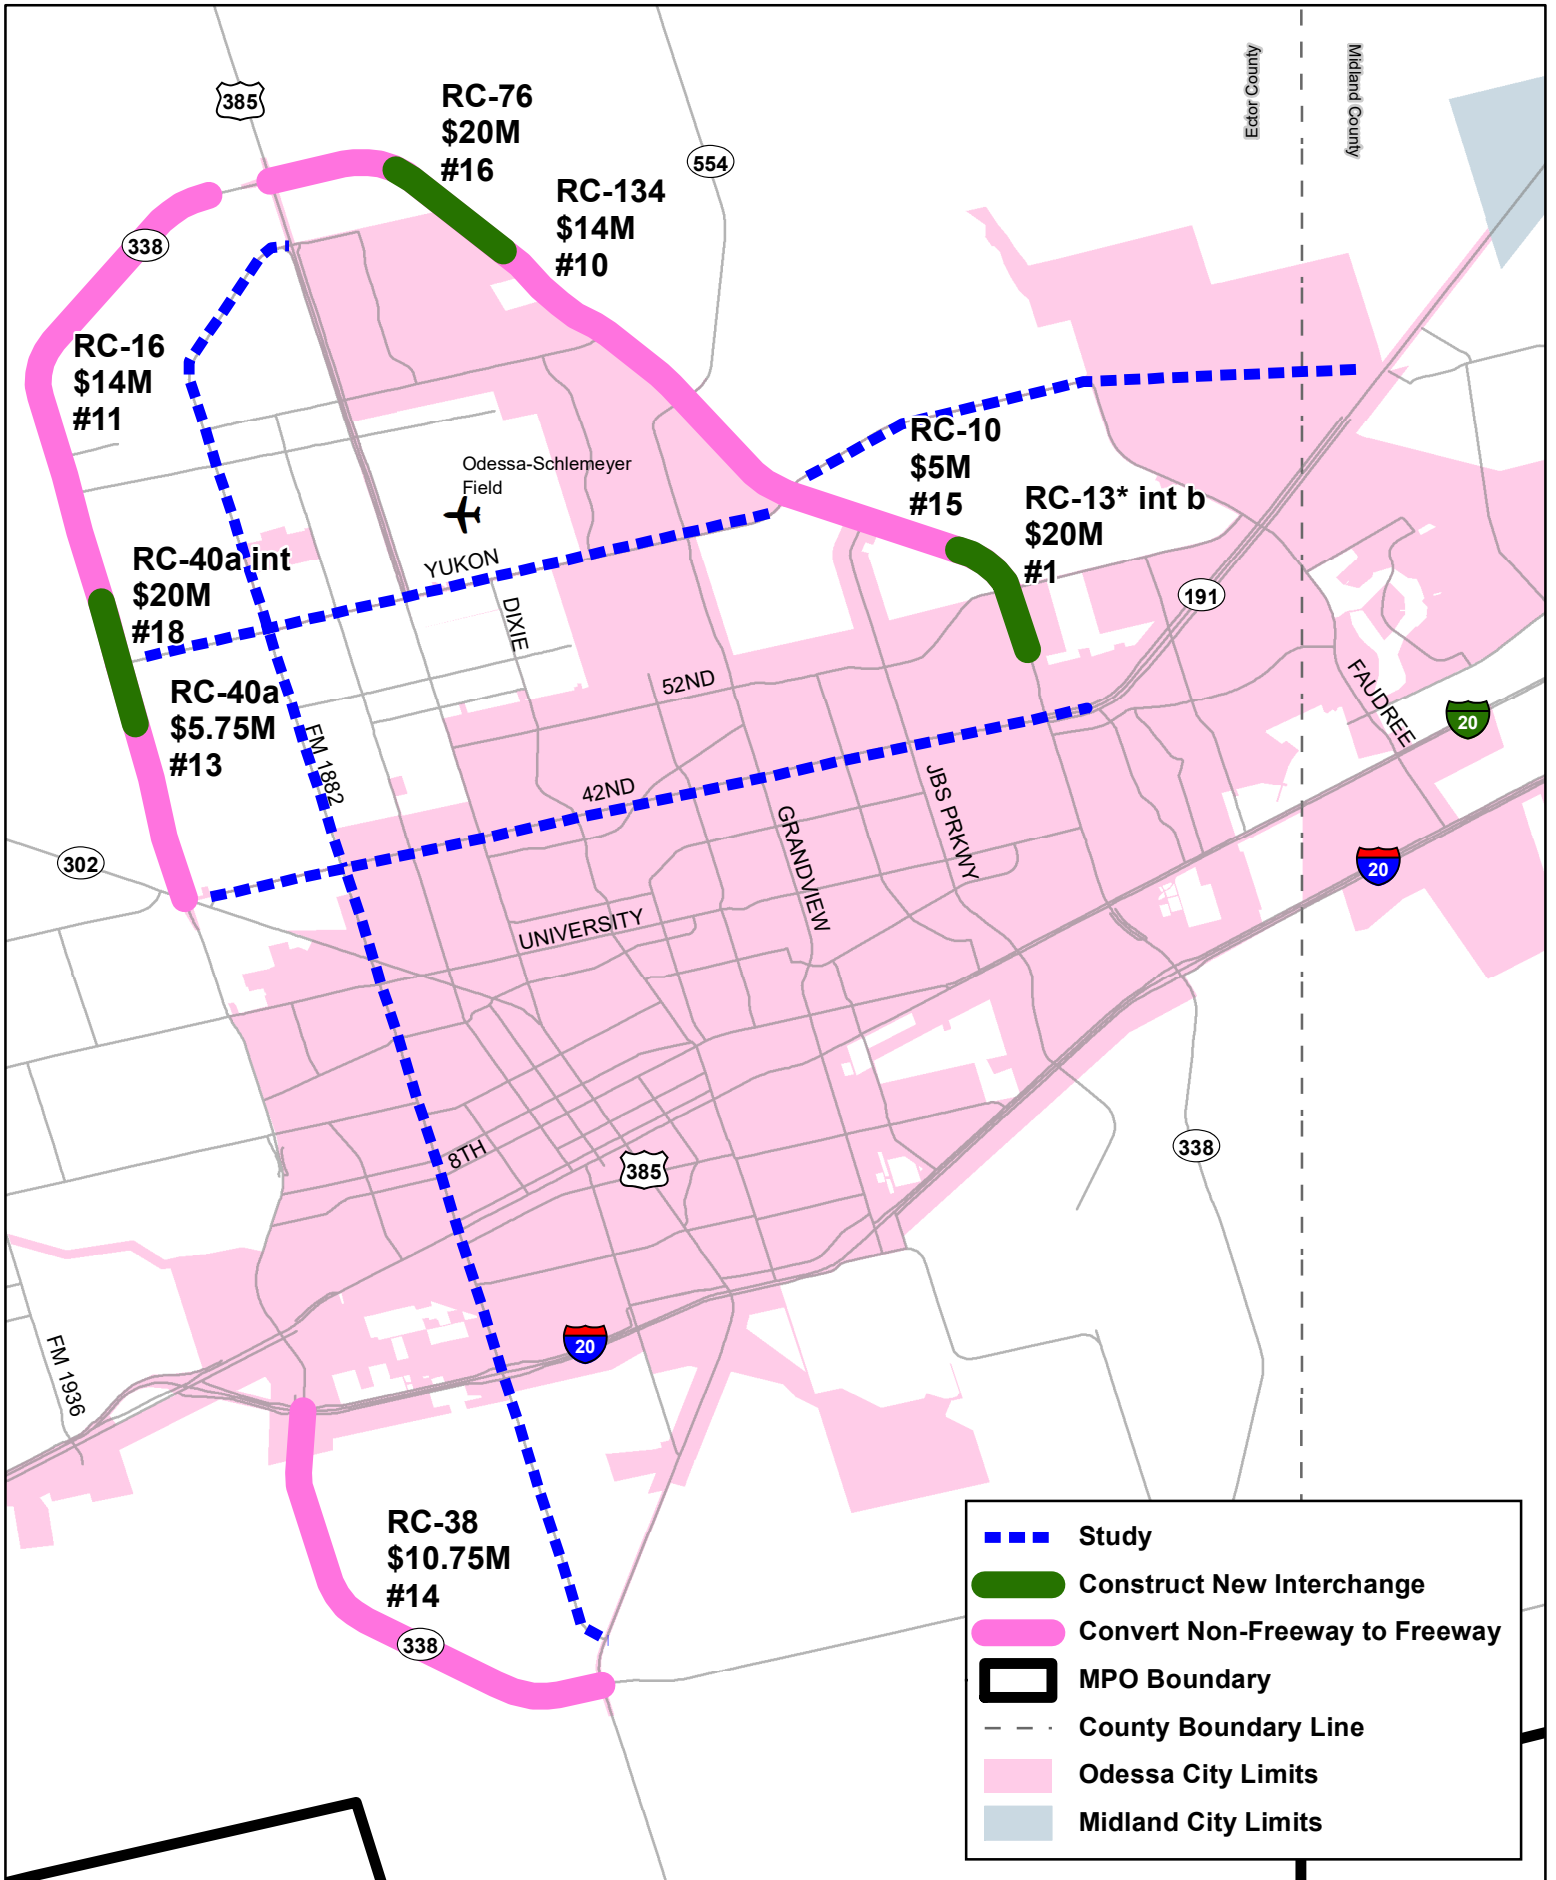 385
RC-76
$20M
#16
554
RC-134
$14M
#10
Ector County
Midland County
338
RC-16
$14M
#11
RC-10
$5M
#15
Odessa-Schlemeyer
Field
RC-13* int b
$20M
#1
RC-40a int
$20M
#18
YUKON
DIXIE
191
RC-40a
$5.75M
#13
52ND
FAUDREE
20
FM 1882
42ND
JBS PRKWY
GRANDVIEW
302
20
UNIVERSITY
8TH
385
338
20
FM 1936
RC-38
$10.75M
#14
338
Study
Construct New Interchange
Convert Non-Freeway to Freeway
MPO Boundary
County Boundary Line
Odessa City Limits
Midland City Limits